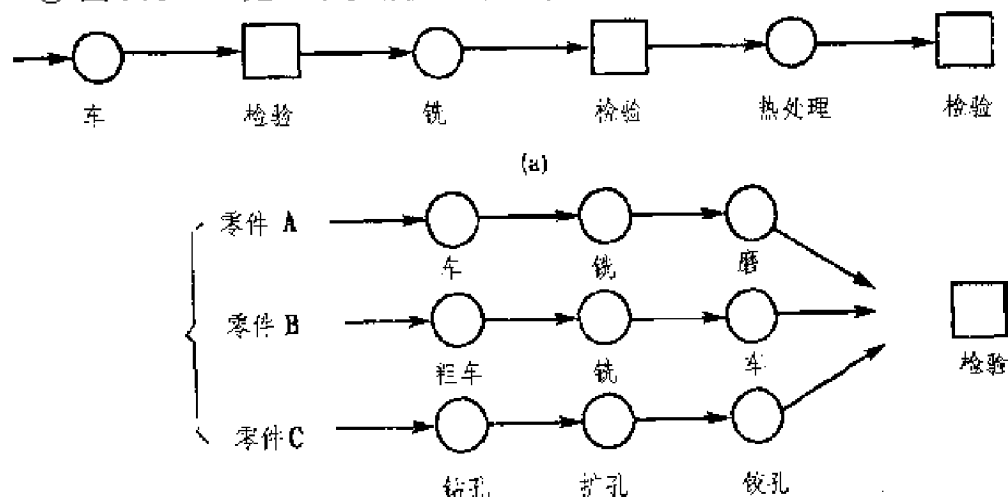 车 检验 铣 检验 热处理 检验
(a)
零件 A
车 铣 磨
零件 B
粗车 铣 车
检验
零件 C
钻孔 扩孔 铰孔